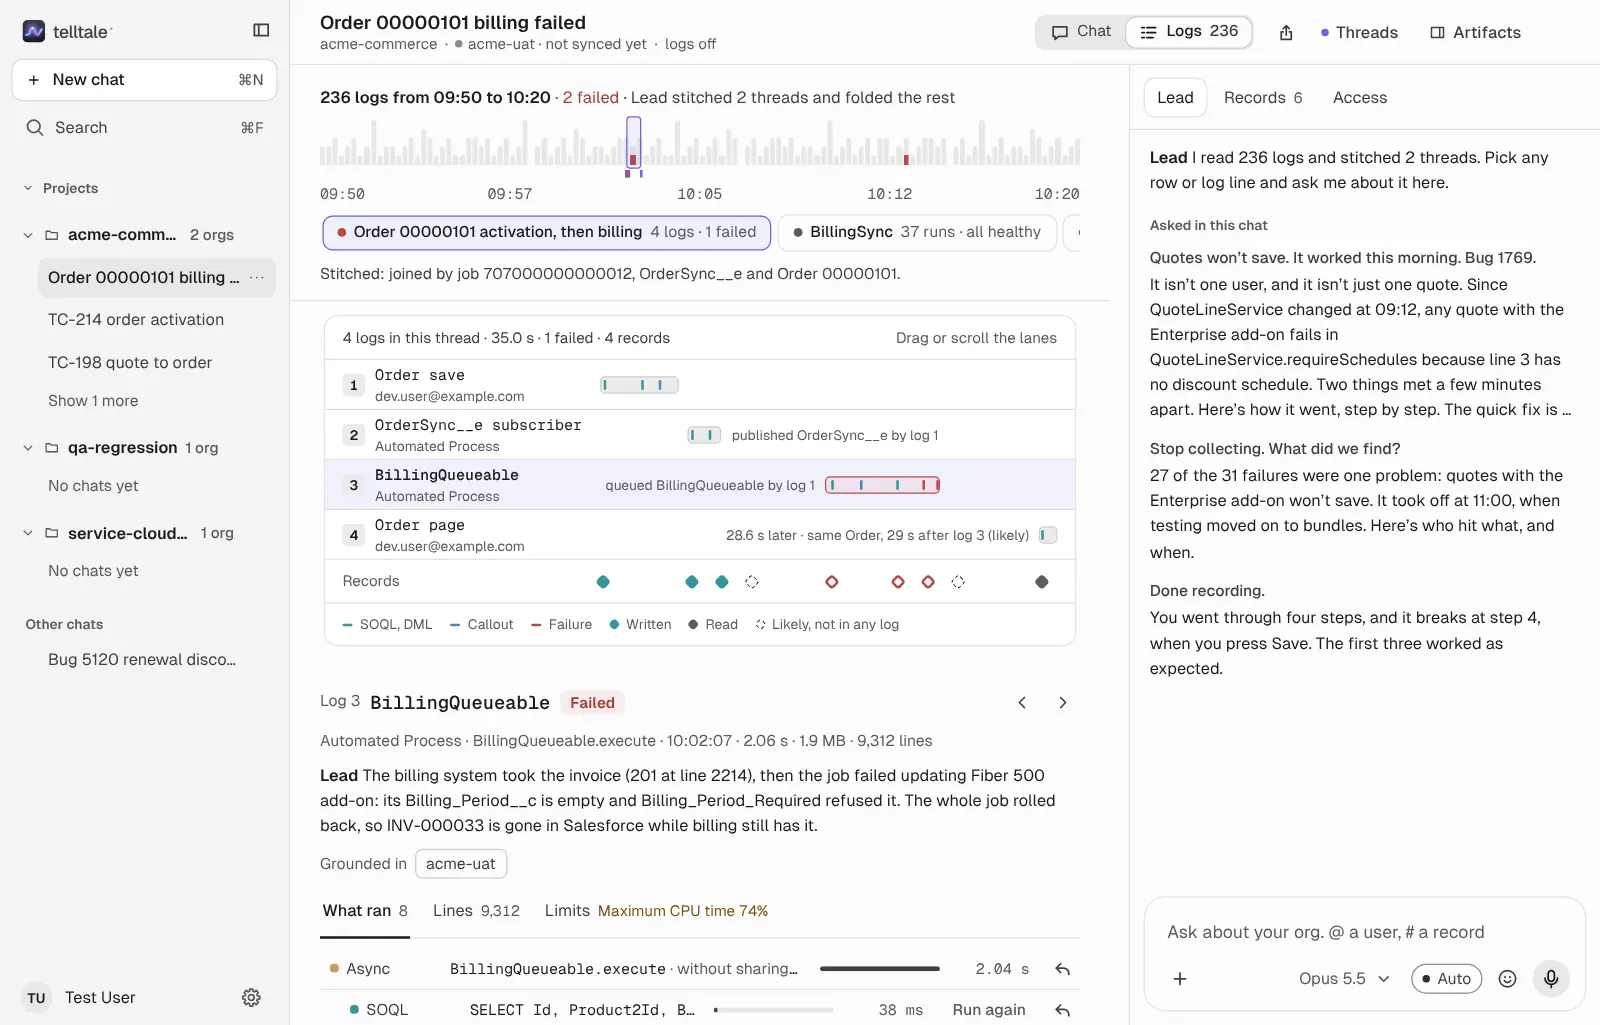 telltale
New chat ⌘N
Search ⌘F
Projects
acme-comm... 2 orgs
Order 00000101 billing ... ···
TC-214 order activation
TC-198 quote to order
Show 1 more
qa-regression 1 org
No chats yet
service-cloud... 1 org
No chats yet
Other chats
Bug 5120 renewal disco...
TU Test User
Order 00000101 billing failed
acme-commerce · acme-uat · not synced yet · logs off
Chat Logs 236 Threads Artifacts
236 logs from 09:50 to 10:20 · 2 failed · Lead stitched 2 threads and folded the rest
09:50 09:57 10:05 10:12 10:20
Order 00000101 activation, then billing 4 logs · 1 failed
BillingSync 37 runs · all healthy
Stitched: joined by job 707000000000012, OrderSync__e and Order 00000101.
4 logs in this thread · 35.0 s · 1 failed · 4 records Drag or scroll the lanes
1 Order save
dev.user@example.com
2 OrderSync__e subscriber
Automated Process
published OrderSync__e by log 1
3 BillingQueueable
Automated Process
queued BillingQueueable by log 1
4 Order page
dev.user@example.com
28.6 s later · same Order, 29 s after log 3 (likely)
Records
SOQL, DML Callout Failure Written Read Likely, not in any log
Log 3 BillingQueueable Failed
Automated Process · BillingQueueable.execute · 10:02:07 · 2.06 s · 1.9 MB · 9,312 lines
Lead The billing system took the invoice (201 at line 2214), then the job failed updating Fiber 500
add-on: its Billing_Period__c is empty and Billing_Period_Required refused it. The whole job rolled
back, so INV-000033 is gone in Salesforce while billing still has it.
Grounded in acme-uat
What ran 8 Lines 9,312 Limits Maximum CPU time 74%
Async BillingQueueable.execute · without sharing... 2.04 s
SOQL SELECT Id, Product2Id, B... 38 ms Run again
Lead Records 6 Access
Lead I read 236 logs and stitched 2 threads. Pick any
row or log line and ask me about it here.
Asked in this chat
Quotes won’t save. It worked this morning. Bug 1769.
It isn’t one user, and it isn’t just one quote. Since
QuoteLineService changed at 09:12, any quote with the
Enterprise add-on fails in
QuoteLineService.requireSchedules because line 3 has
no discount schedule. Two things met a few minutes
apart. Here’s how it went, step by step. The quick fix is ...
Stop collecting. What did we find?
27 of the 31 failures were one problem: quotes with the
Enterprise add-on won’t save. It took off at 11:00, when
testing moved on to bundles. Here’s who hit what, and
when.
Done recording.
You went through four steps, and it breaks at step 4,
when you press Save. The first three worked as
expected.
Ask about your org. @ a user, # a record
Opus 5.5 Auto